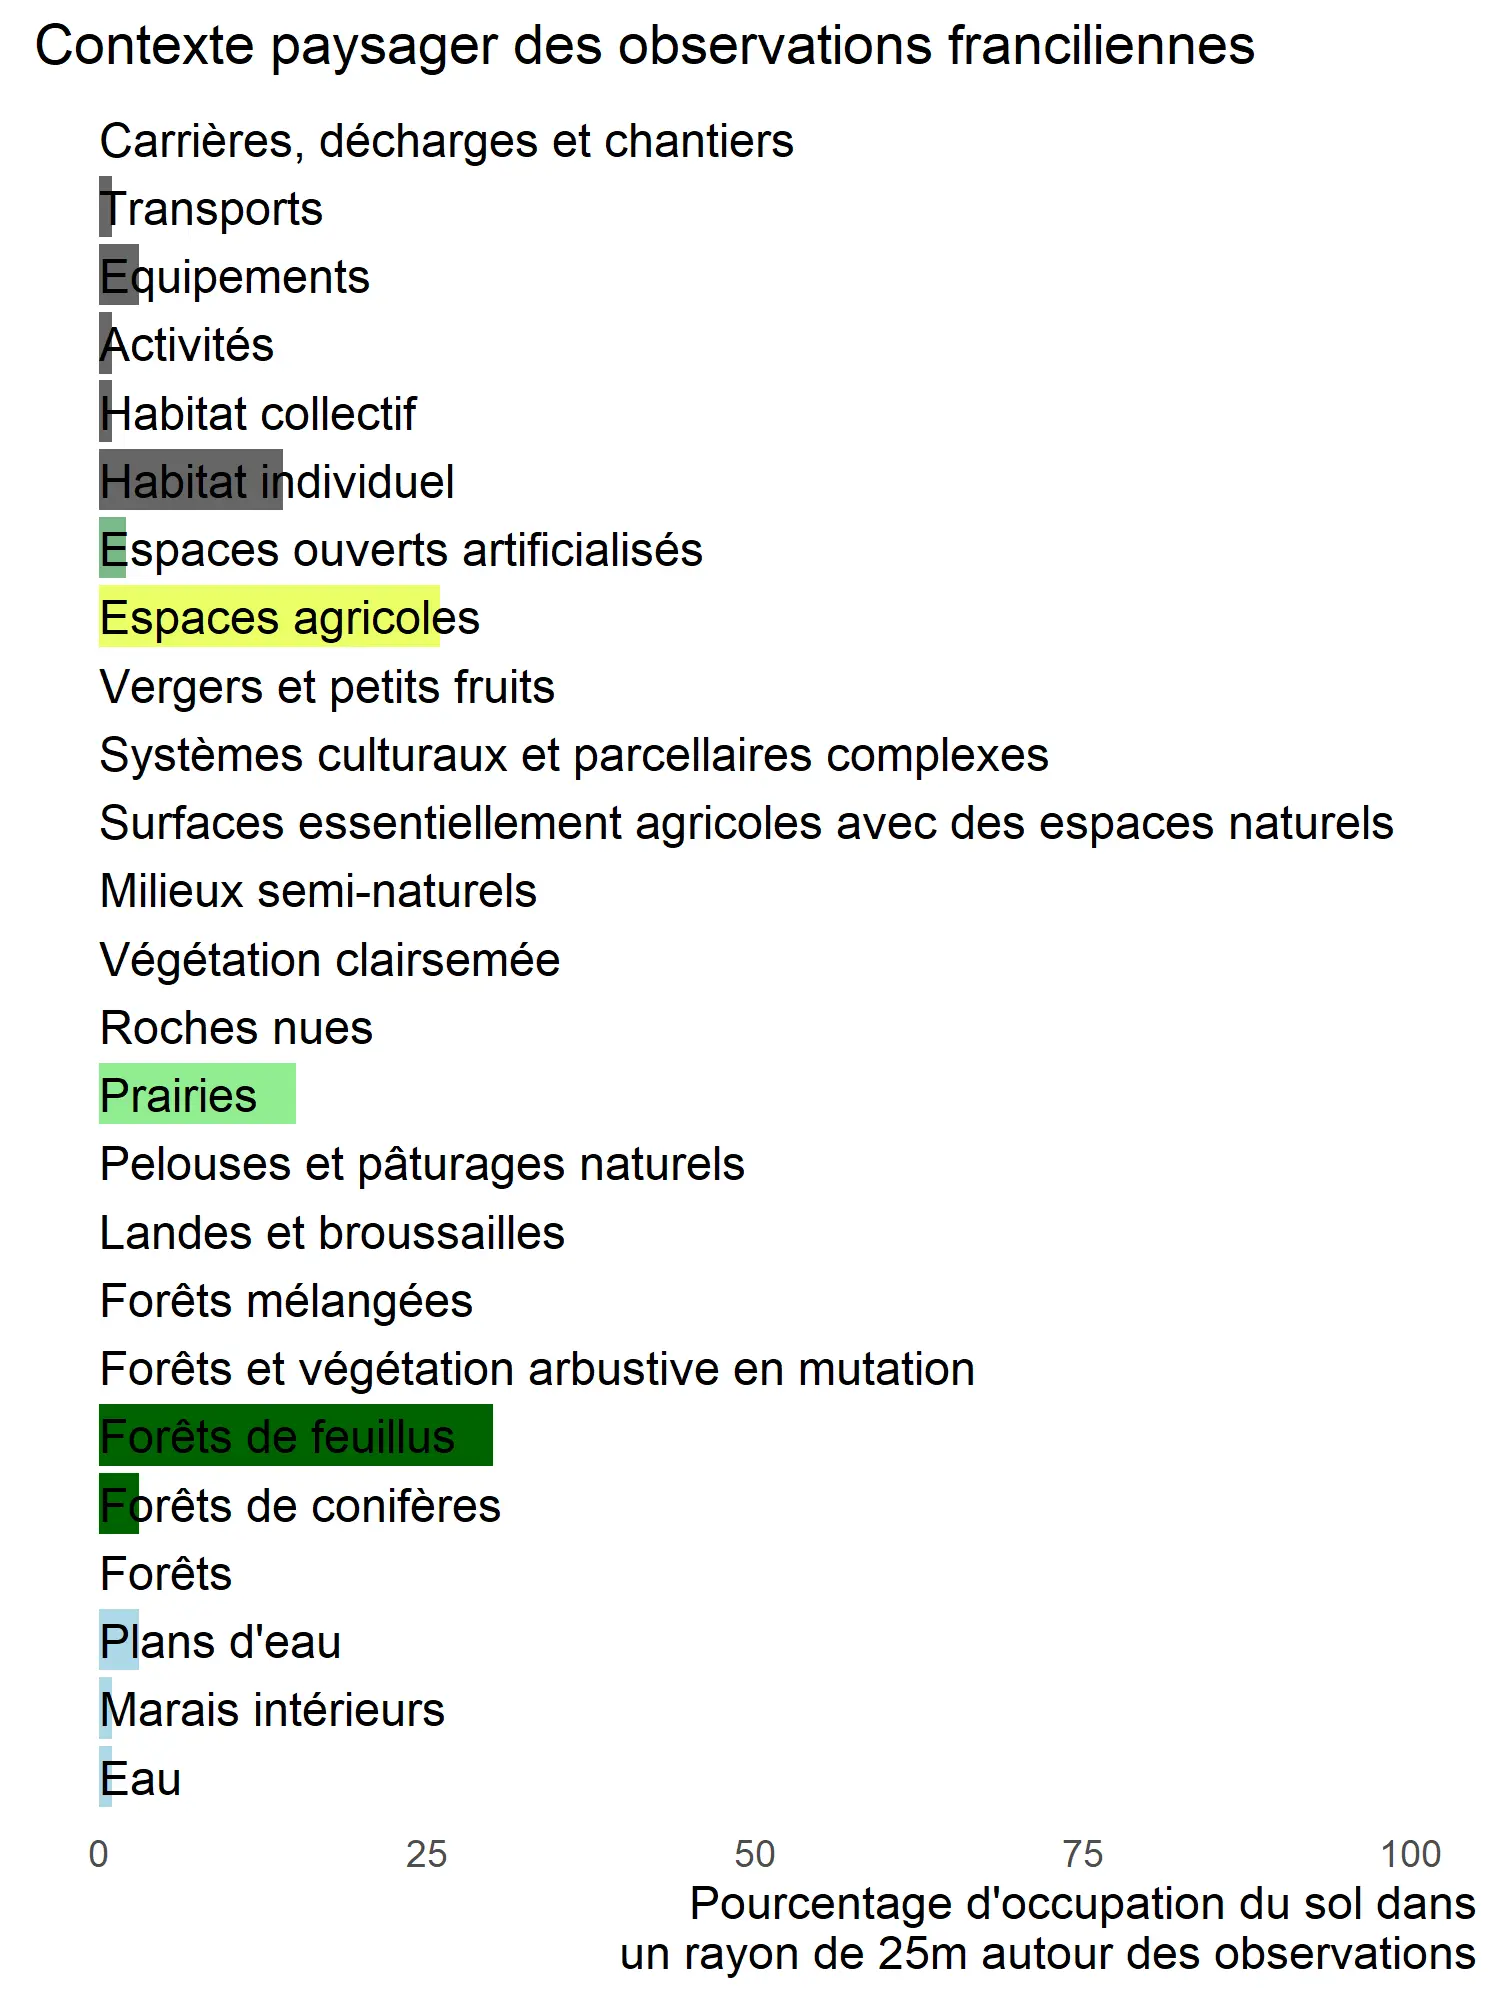 Contexte paysager des observations franciliennes
Carrières, décharges et chantiers
Transports
Equipements
Activités
Habitat collectif
Habitat individuel
Espaces ouverts artificialisés
Espaces agricoles
Vergers et petits fruits
Systèmes culturaux et parcellaires complexes
Surfaces essentiellement agricoles avec des espaces naturels
Milieux semi-naturels
Végétation clairsemée
Roches nues
Prairies
Pelouses et pâturages naturels
Landes et broussailles
Forêts mélangées
Forêts et végétation arbustive en mutation
Forêts de feuillus
Forêts de conifères
Forêts
Plans d'eau
Marais intérieurs
Eau
0 25 50 75 100
Pourcentage d'occupation du sol dans
un rayon de 25m autour des observations